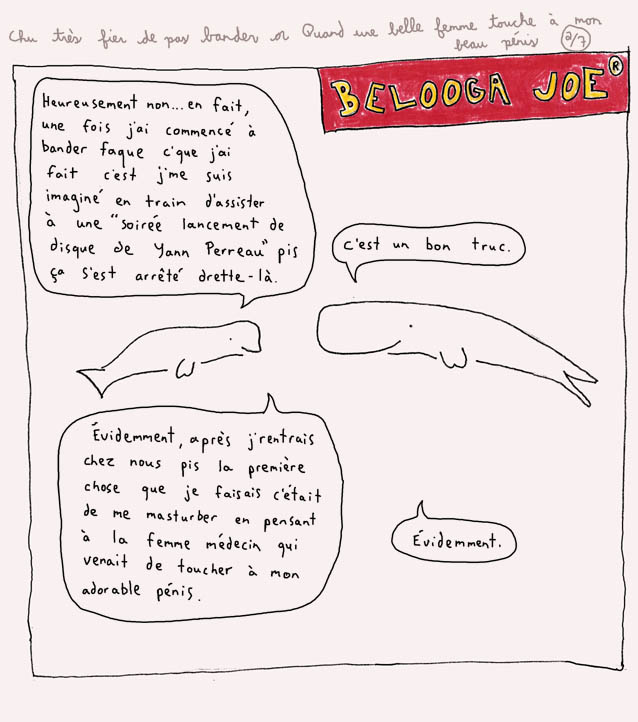 Chu très fier de pas bander or Quand une belle femme touche à mon
beau pénis 2/7
BELOOGA JOE®
Heureusement non... en fait,
une fois j'ai commencé à
bander faque c'que j'ai
fait c'est j'me suis
imaginé en train d'assister
à une "soirée lancement de
disque de Yann Perreau" pis
ça s'est arrêté drette-là.
c'est un bon truc.
Évidemment, après j'rentrais
chez nous pis la première
chose que je faisais c'était
de me masturber en pensant
à la femme médecin qui
venait de toucher à mon
adorable pénis.
Évidemment.